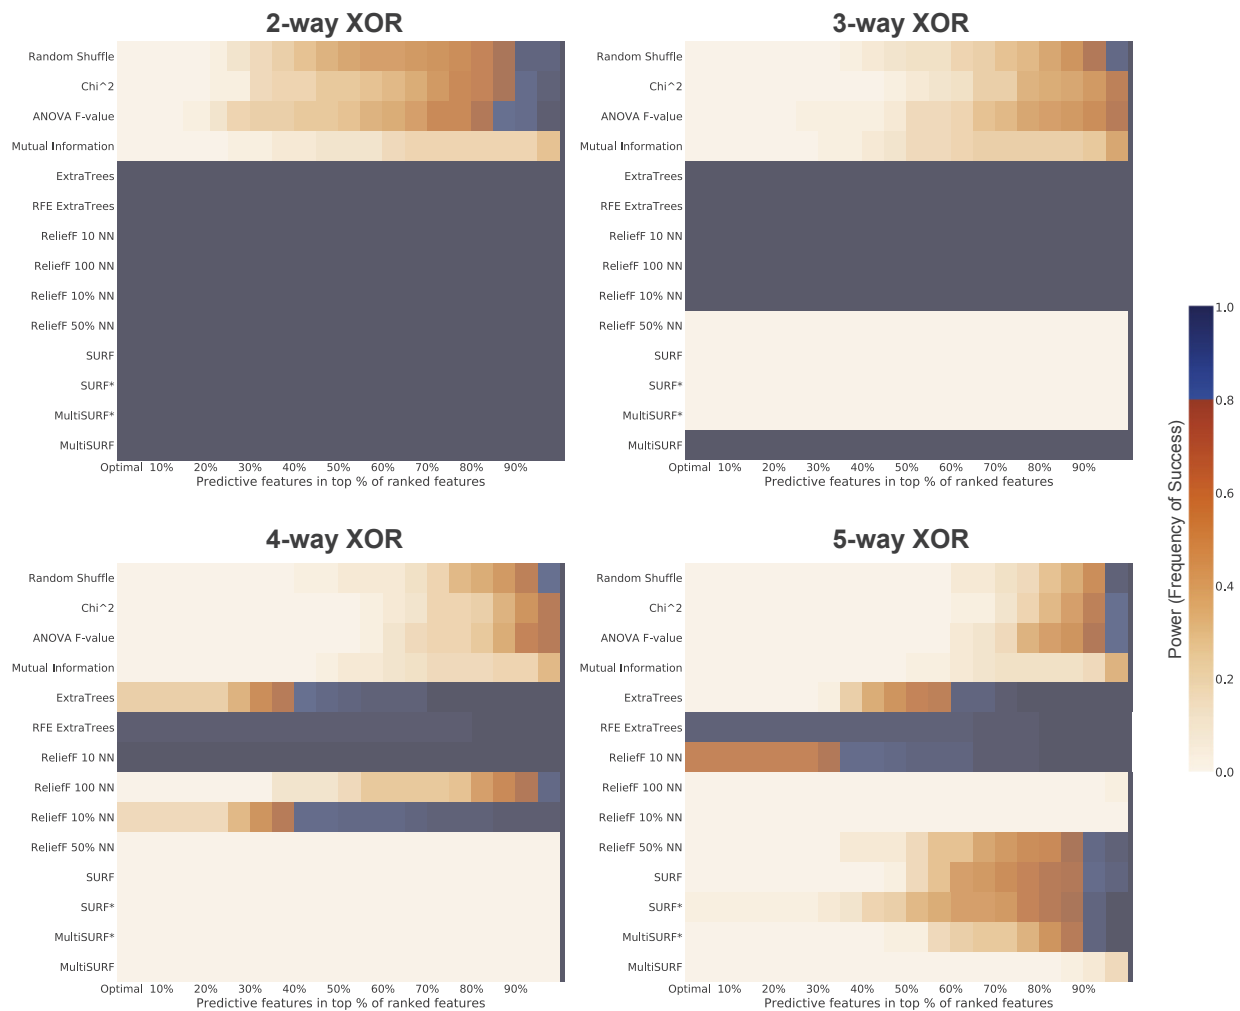 2-way XOR
Random Shuffle
Chi^2
ANOVA F-value
Mutual Information
ExtraTrees
RFE ExtraTrees
ReliefF 10 NN
ReliefF 100 NN
ReliefF 10% NN
ReliefF 50% NN
SURF
SURF*
MultiSURF*
MultiSURF
Optimal 10% 20% 30% 40% 50% 60% 70% 80% 90%
Predictive features in top % of ranked features
3-way XOR
Random Shuffle
Chi^2
ANOVA F-value
Mutual Information
ExtraTrees
RFE ExtraTrees
ReliefF 10 NN
ReliefF 100 NN
ReliefF 10% NN
ReliefF 50% NN
SURF
SURF*
MultiSURF*
MultiSURF
Optimal 10% 20% 30% 40% 50% 60% 70% 80% 90%
Predictive features in top % of ranked features
4-way XOR
Random Shuffle
Chi^2
ANOVA F-value
Mutual Information
ExtraTrees
RFE ExtraTrees
ReliefF 10 NN
ReliefF 100 NN
ReliefF 10% NN
ReliefF 50% NN
SURF
SURF*
MultiSURF*
MultiSURF
Optimal 10% 20% 30% 40% 50% 60% 70% 80% 90%
Predictive features in top % of ranked features
5-way XOR
Random Shuffle
Chi^2
ANOVA F-value
Mutual Information
ExtraTrees
RFE ExtraTrees
ReliefF 10 NN
ReliefF 100 NN
ReliefF 10% NN
ReliefF 50% NN
SURF
SURF*
MultiSURF*
MultiSURF
Optimal 10% 20% 30% 40% 50% 60% 70% 80% 90%
Predictive features in top % of ranked features
Power (Frequency of Success)
1.0
0.8
0.6
0.4
0.2
0.0